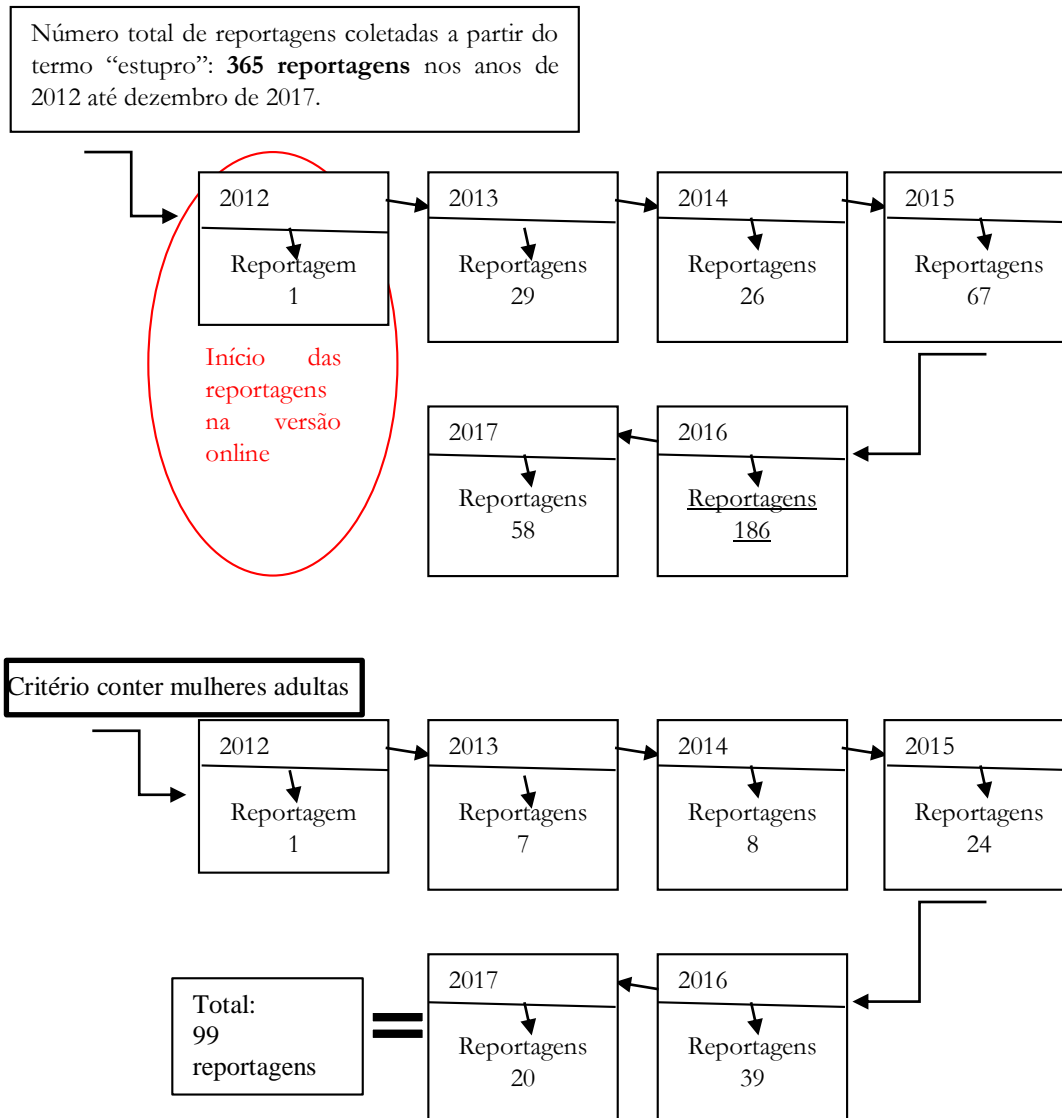 Número total de reportagens coletadas a partir do
termo “estupro”: 365 reportagens nos anos de
2012 até dezembro de 2017.
2012
Reportagem
1
2013
Reportagens
29
2014
Reportagens
26
2015
Reportagens
67
Início das
reportagens
na versão
online
2017
Reportagens
58
2016
Reportagens
186
Critério conter mulheres adultas
2012
Reportagem
1
2013
Reportagens
7
2014
Reportagens
8
2015
Reportagens
24
Total:
99
reportagens
=
2017
Reportagens
20
2016
Reportagens
39